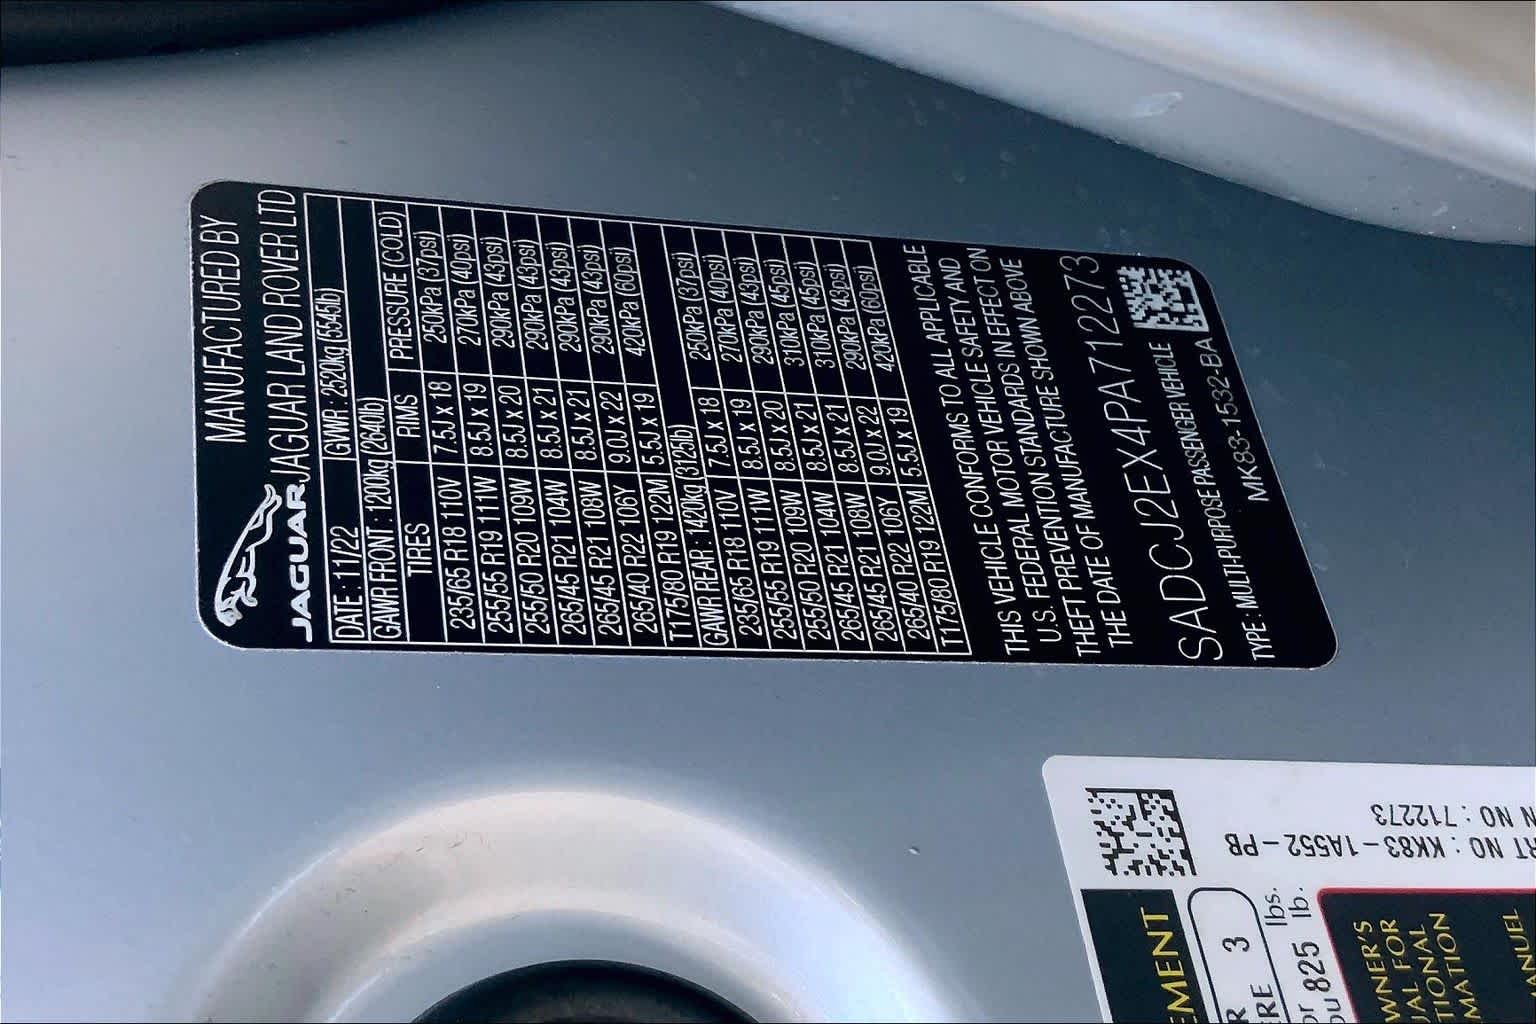 MANUFACTURED BY
JAGUAR JAGUAR LAND ROVER LTD
DATE : 11/22 GVWR : 2520kg (5545lb)
GAWR FRONT : 1200kg (2640lb)
TIRES RIMS PRESSURE (COLD)
235/65 R18 110V 7.5J x 18 250kPa (37psi)
255/55 R19 111W 8.5J x 19 270kPa (40psi)
255/50 R20 109W 8.5J x 20 290kPa (43psi)
265/45 R21 104W 8.5J x 21 290kPa (43psi)
265/45 R21 108W 8.5J x 21 290kPa (43psi)
265/40 R22 106Y 9.0J x 22 290kPa (43psi)
T175/80 R19 122M 5.5J x 19 420kPa (60psi)
GAWR REAR : 1420kg (3125lb)
235/65 R18 110V 7.5J x 18 250kPa (37psi)
255/55 R19 111W 8.5J x 19 270kPa (40psi)
255/50 R20 109W 8.5J x 20 290kPa (43psi)
265/45 R21 104W 8.5J x 21 310kPa (45psi)
265/45 R21 108W 8.5J x 21 310kPa (45psi)
265/40 R22 106Y 9.0J x 22 290kPa (43psi)
T175/80 R19 122M 5.5J x 19 420kPa (60psi)
THIS VEHICLE CONFORMS TO ALL APPLICABLE
U.S. FEDERAL MOTOR VEHICLE SAFETY AND
THEFT PREVENTION STANDARDS IN EFFECT ON
THE DATE OF MANUFACTURE SHOWN ABOVE
SADCJ2EX4PA712273
TYPE : MULTI-PURPOSE PASSENGER VEHICLE
MK83-1532-BA
RT NO : KK83-1A552-PB
N NO : 712273
EMENT
R 3
ERE
or lbs.
ou 825 lb.
WNER'S
UAL FOR
TIONAL
MATION
MANUEL